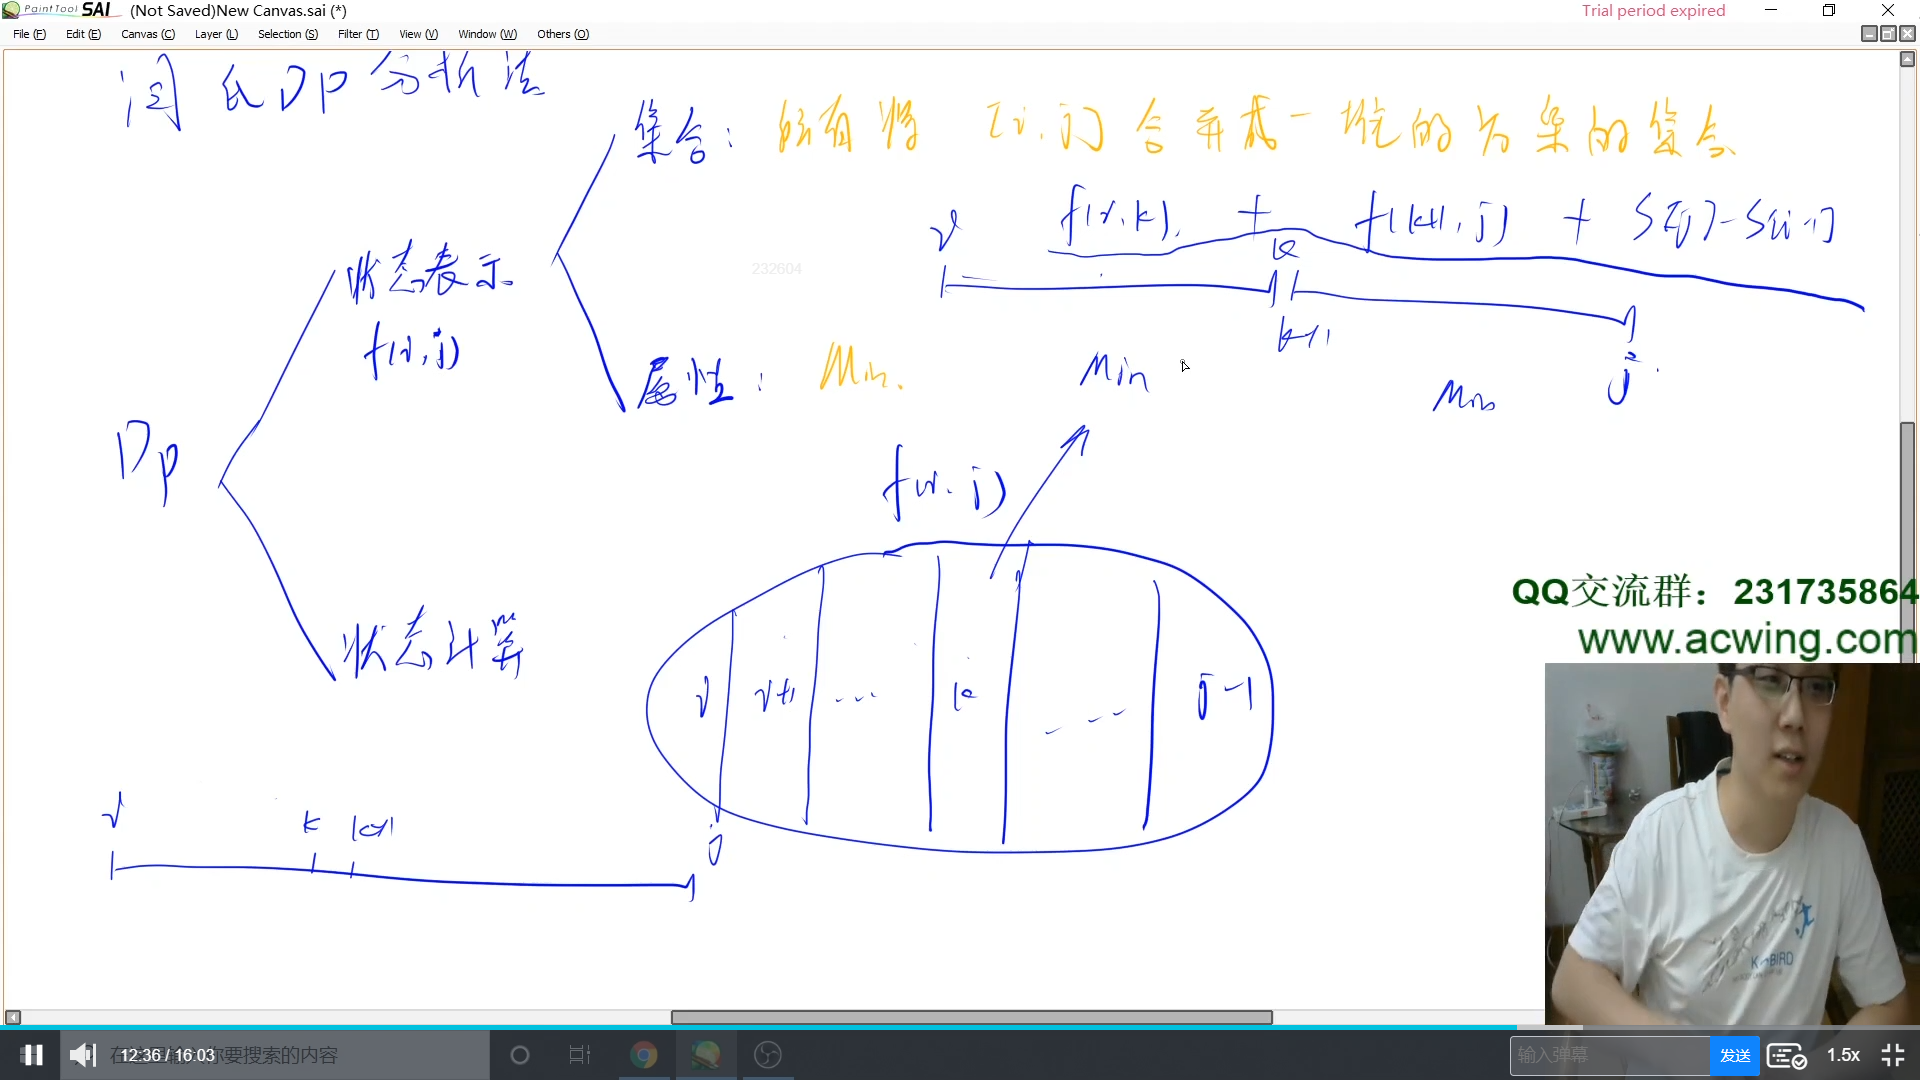 PaintTool SAI (Not Saved)New Canvas.sai (*) Trial period expired
File (F) Edit (E) Canvas (C) Layer (L) Selection (S) Filter (T) View (V) Window (W) Others (O)
闫氏DP分析法
集合: 所有将 [i,j] 合并成一堆的方案的集合
f(i,k) + f(k+1,j) + S[j]-S[i-1]
i
k
232604
状态表示
k+1
f(i,j)
j
属性: Min.
Min
Min
Dp
f(i,j)
QQ交流群：231735864
www.acwing.com
状态计算
i i+1 ... k ... j-1
i k k+1 j
K BIRD
12:36 / 16:03
在这里输入你要搜索的内容
输入弹幕 发送 1.5x